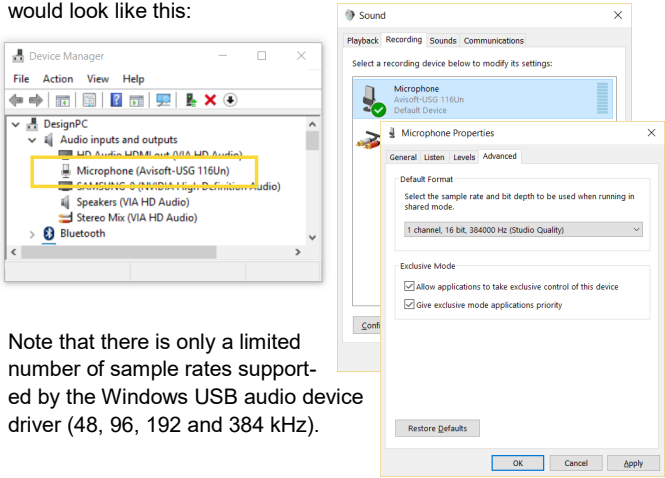 would look like this:
Device Manager
File Action View Help
DesignPC
Audio inputs and outputs
HD Audio HDMI out (VIA HD Audio)
Microphone (Avisoft-USG 116Un)
SAMSUNG-0 (NVIDIA High Definition Audio)
Speakers (VIA HD Audio)
Stereo Mix (VIA HD Audio)
Bluetooth
Note that there is only a limited
number of sample rates support-
ed by the Windows USB audio device
driver (48, 96, 192 and 384 kHz).
Sound
Playback Recording Sounds Communications
Select a recording device below to modify its settings:
Microphone
Avisoft-USG 116Un
Default Device
Microphone Properties
General Listen Levels Advanced
Default Format
Select the sample rate and bit depth to be used when running in
shared mode.
1 channel, 16 bit, 384000 Hz (Studio Quality)
Exclusive Mode
Allow applications to take exclusive control of this device
Give exclusive mode applications priority
Restore Defaults
OK Cancel Apply